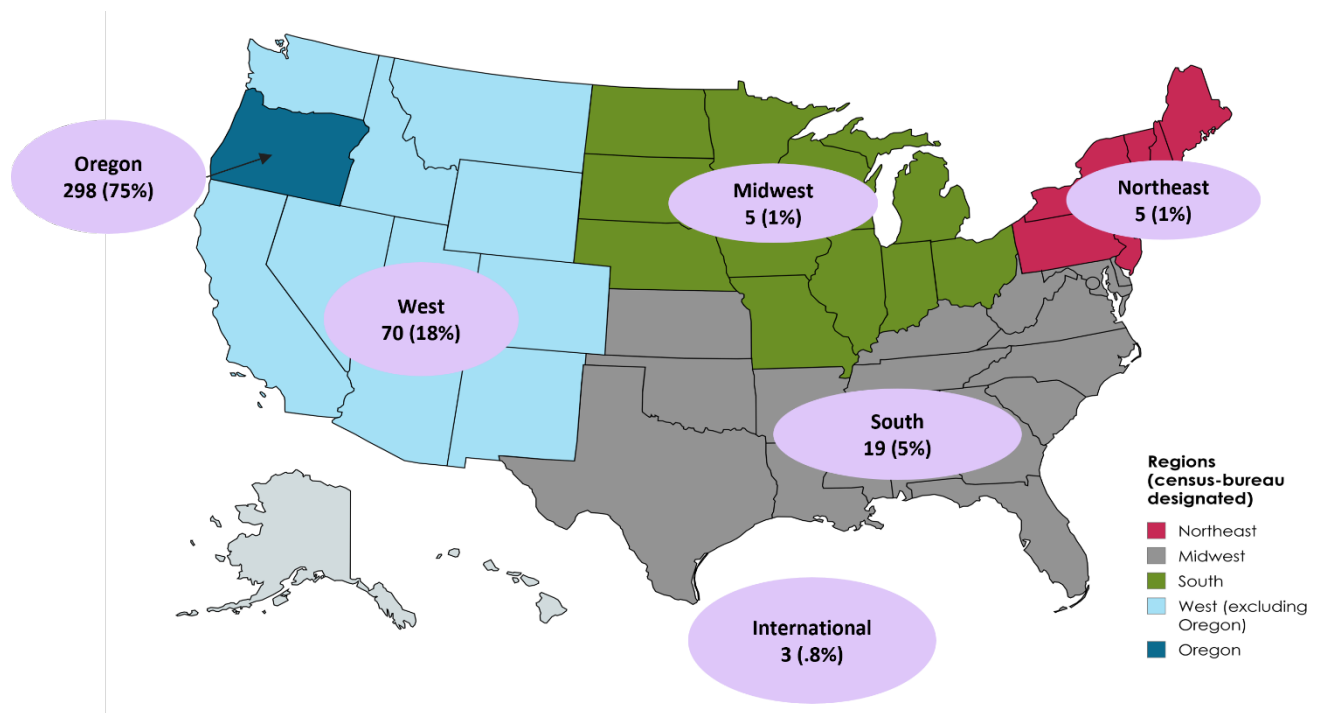 Oregon
298 (75%)
Midwest
5 (1%)
Northeast
5 (1%)
West
70 (18%)
South
19 (5%)
International
3 (.8%)
Regions
(census-bureau
designated)
Northeast
Midwest
South
West (excluding
Oregon)
Oregon